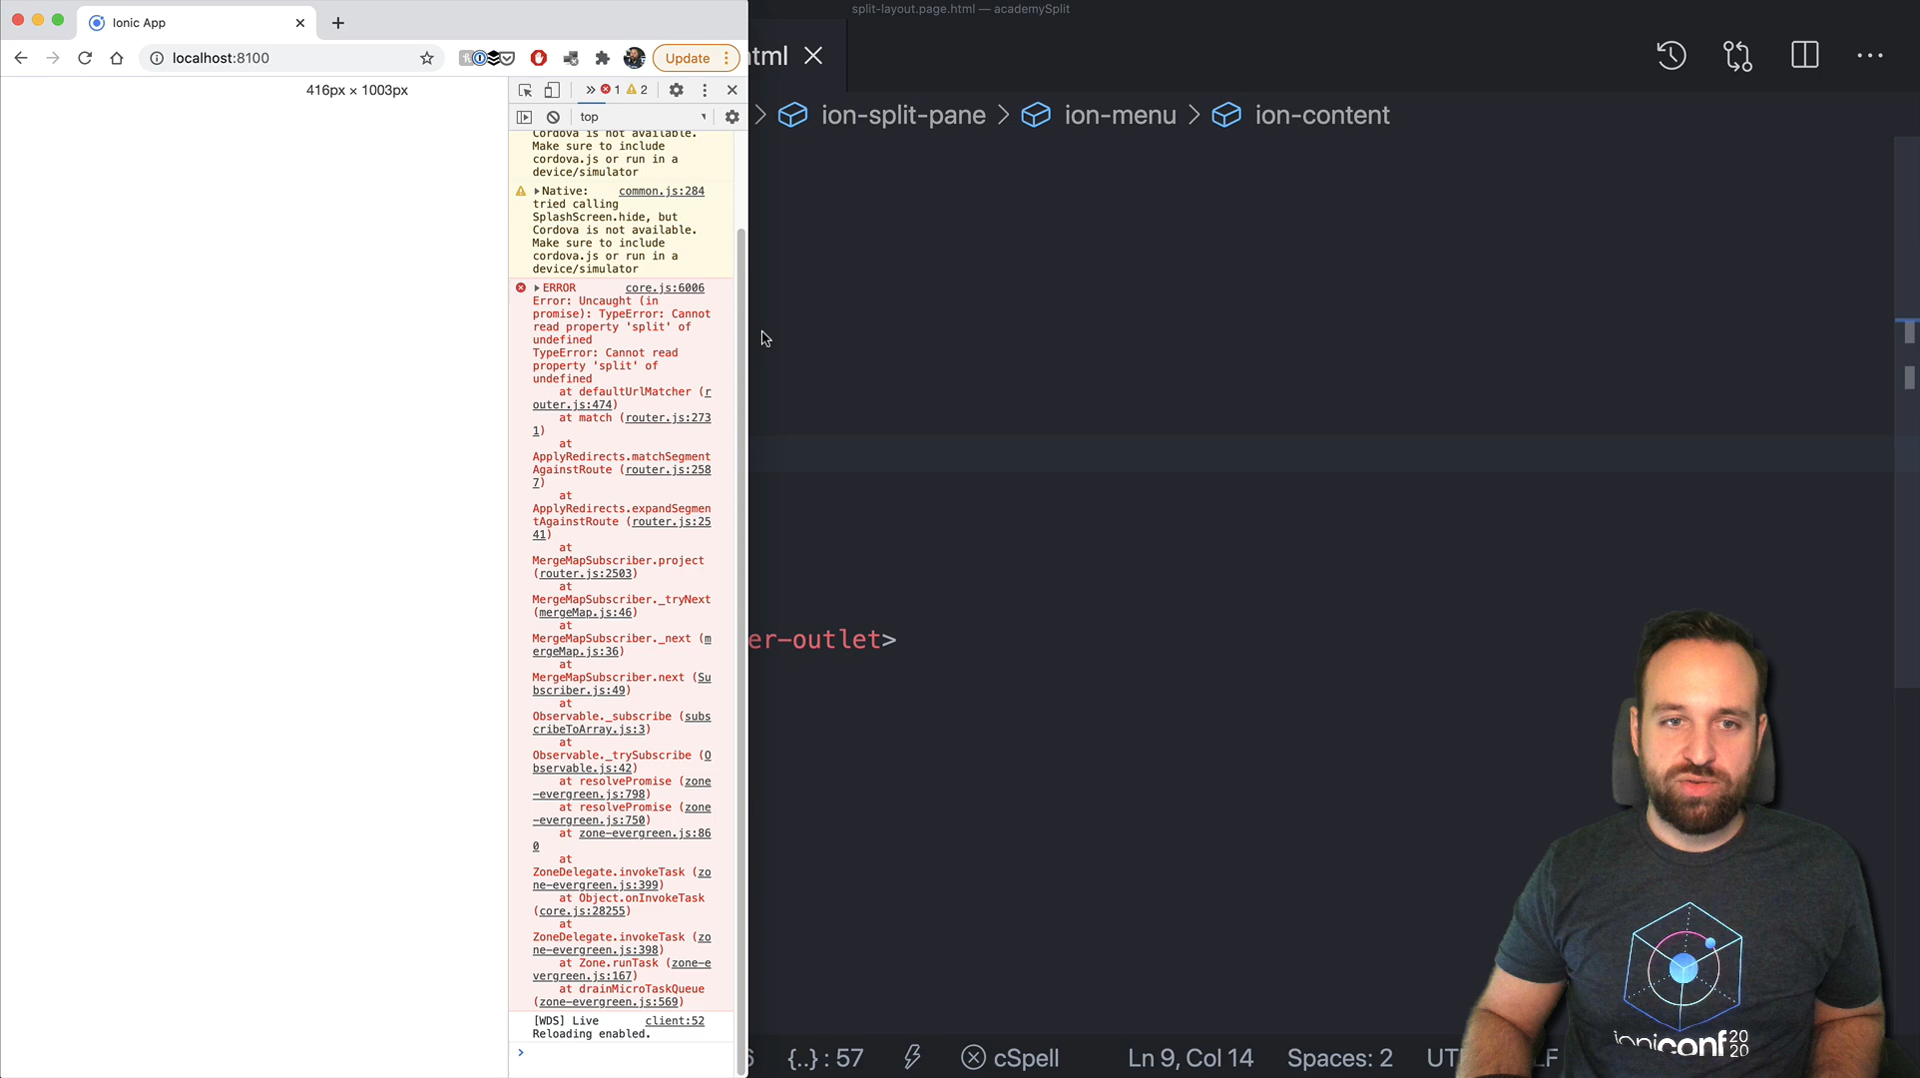 split-layout.page.html — academySplit
Ionic App
localhost:8100
Update
html
416px × 1003px
1
2
top
ion-split-pane
ion-menu
ion-content
Cordova is not available.
Make sure to include
cordova.js or run in a
device/simulator
Native: common.js:284
tried calling
SplashScreen.hide, but
Cordova is not available.
Make sure to include
cordova.js or run in a
device/simulator
ERROR core.js:6006
Error: Uncaught (in
promise): TypeError: Cannot
read property 'split' of
undefined
TypeError: Cannot read
property 'split' of
undefined
at defaultUrlMatcher (r
outer.js:474)
at match (router.js:273
1)
at
ApplyRedirects.matchSegment
AgainstRoute (router.js:258
7)
at
ApplyRedirects.expandSegmen
tAgainstRoute (router.js:25
41)
at
MergeMapSubscriber.project
(router.js:2503)
at
MergeMapSubscriber._tryNext
(mergeMap.js:46)
at
MergeMapSubscriber._next (m
ergeMap.js:36)
at
MergeMapSubscriber.next (Su
bscriber.js:49)
at
Observable._subscribe (subs
cribeToArray.js:3)
at
Observable._trySubscribe (O
bservable.js:42)
at resolvePromise (zone
-evergreen.js:798)
at resolvePromise (zone
-evergreen.js:750)
at zone-evergreen.js:86
0
at
ZoneDelegate.invokeTask (zo
ne-evergreen.js:399)
at Object.onInvokeTask
(core.js:28255)
at
ZoneDelegate.invokeTask (zo
ne-evergreen.js:398)
at Zone.runTask (zone-e
vergreen.js:167)
at drainMicroTaskQueue
(zone-evergreen.js:569)
[WDS] Live client:52
Reloading enabled.
er-outlet>
{..} : 57
cSpell
Ln 9, Col 14
Spaces: 2
UT
LF
ioniconf 20
20